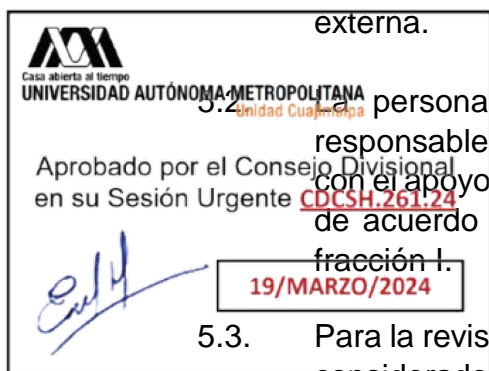 externa.
Casa abierta al tiempo
UNIVERSIDAD AUTÓNOMA METROPOLITANA
Unidad Cuajimalpa
5.2. La persona
responsable
Aprobado por el Consejo Divisional
con el apoyo
en su Sesión Urgente CDCSH.261.24
de acuerdo
fracción I.
19/MARZO/2024
5.3. Para la revis